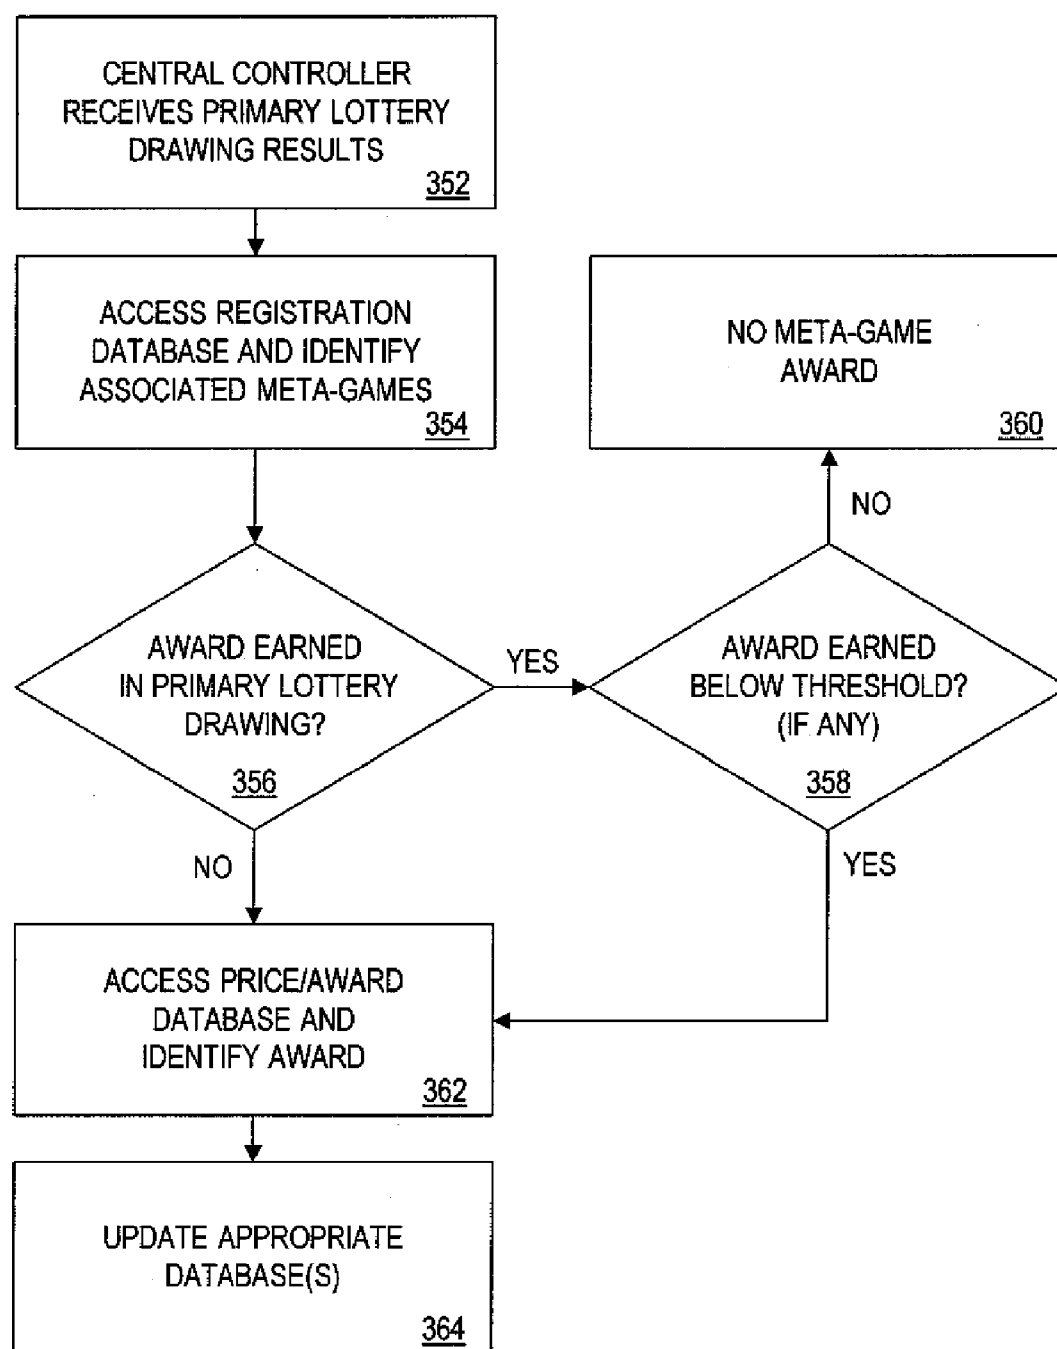 CENTRAL CONTROLLER
RECEIVES PRIMARY LOTTERY
DRAWING RESULTS
352
ACCESS REGISTRATION
DATABASE AND IDENTIFY
ASSOCIATED META-GAMES
354
NO META-GAME
AWARD
360
NO
AWARD EARNED
IN PRIMARY LOTTERY
DRAWING?
356
YES
AWARD EARNED
BELOW THRESHOLD?
(IF ANY)
358
NO
YES
ACCESS PRICE/AWARD
DATABASE AND
IDENTIFY AWARD
362
UPDATE APPROPRIATE
DATABASE(S)
364